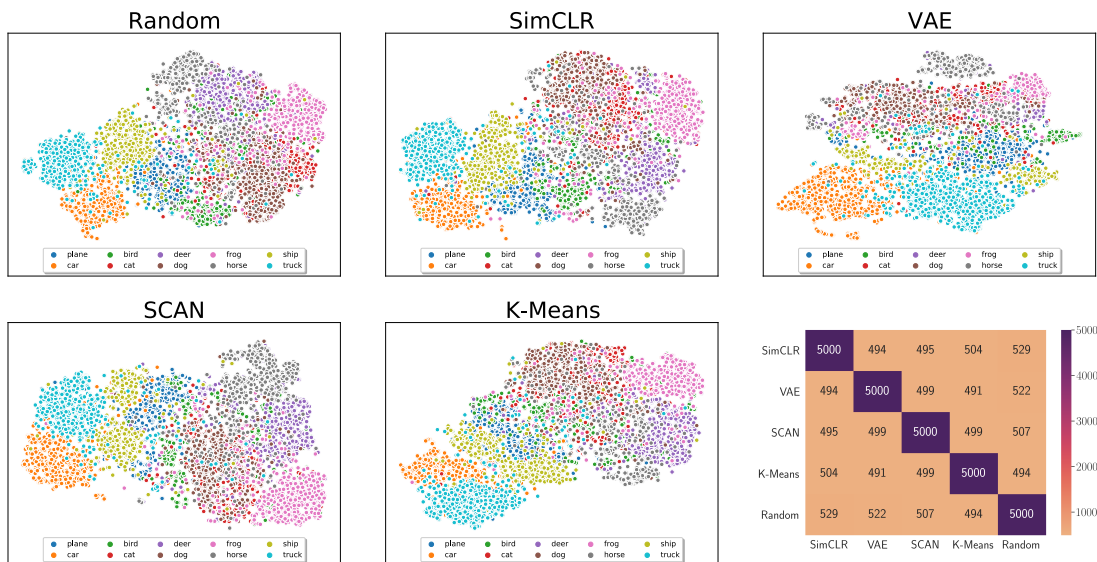 Random
SimCLR
VAE
plane bird deer frog ship
car cat dog horse truck
plane bird deer frog ship
car cat dog horse truck
plane bird deer frog ship
car cat dog horse truck
SCAN
K-Means
plane bird deer frog ship
car cat dog horse truck
plane bird deer frog ship
car cat dog horse truck
SimCLR 5000 494 495 504 529
VAE 494 5000 499 491 522
SCAN 495 499 5000 499 507
K-Means 504 491 499 5000 494
Random 529 522 507 494 5000
SimCLR VAE SCAN K-Means Random
5000
4000
3000
2000
1000